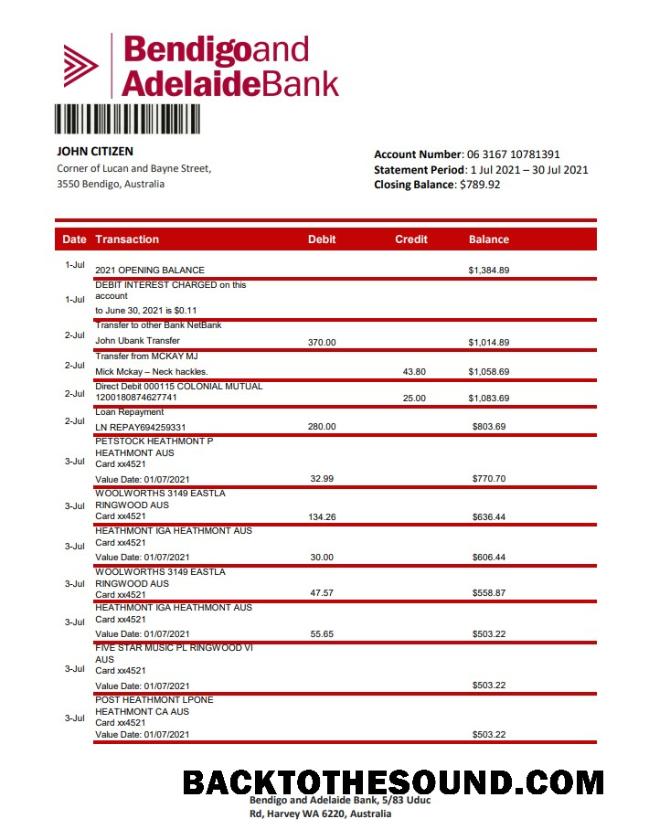 Bendigoand
AdelaideBank
JOHN CITIZEN
Corner of Lucan and Bayne Street,
3550 Bendigo, Australia
Account Number: 06 3167 10781391
Statement Period: 1 Jul 2021 – 30 Jul 2021
Closing Balance: $789.92
Date Transaction Debit Credit Balance
1-Jul
2021 OPENING BALANCE $1,384.89
DEBIT INTEREST CHARGED on this
account
1-Jul
to June 30, 2021 is $0.11
Transfer to other Bank NetBank
2-Jul
John Ubank Transfer 370.00 $1,014.89
Transfer from MCKAY MJ
2-Jul
Mick Mckay – Neck hackles. 43.80 $1,058.69
Direct Debit 000115 COLONIAL MUTUAL
2-Jul
1200180874627741 25.00 $1,083.69
Loan Repayment
2-Jul
LN REPAY694259331 280.00 $803.69
PETSTOCK HEATHMONT P
HEATHMONT AUS
3-Jul
Card xx4521
Value Date: 01/07/2021 32.99 $770.70
WOOLWORTHS 3149 EASTLA
3-Jul
RINGWOOD AUS
Card xx4521 134.26 $636.44
HEATHMONT IGA HEATHMONT AUS
3-Jul
Card xx4521
Value Date: 01/07/2021 30.00 $606.44
WOOLWORTHS 3149 EASTLA
3-Jul
RINGWOOD AUS
Card xx4521 47.57 $558.87
HEATHMONT IGA HEATHMONT AUS
3-Jul
Card xx4521
Value Date: 01/07/2021 55.65 $503.22
FIVE STAR MUSIC PL RINGWOOD VI
AUS
3-Jul
Card xx4521
Value Date: 01/07/2021 $503.22
POST HEATHMONT LPONE
HEATHMONT CA AUS
3-Jul
Card xx4521
Value Date: 01/07/2021 $503.22
BACKTOTHESOUND.COM
Bendigo and Adelaide Bank, 5/83 Uduc
Rd, Harvey WA 6220, Australia